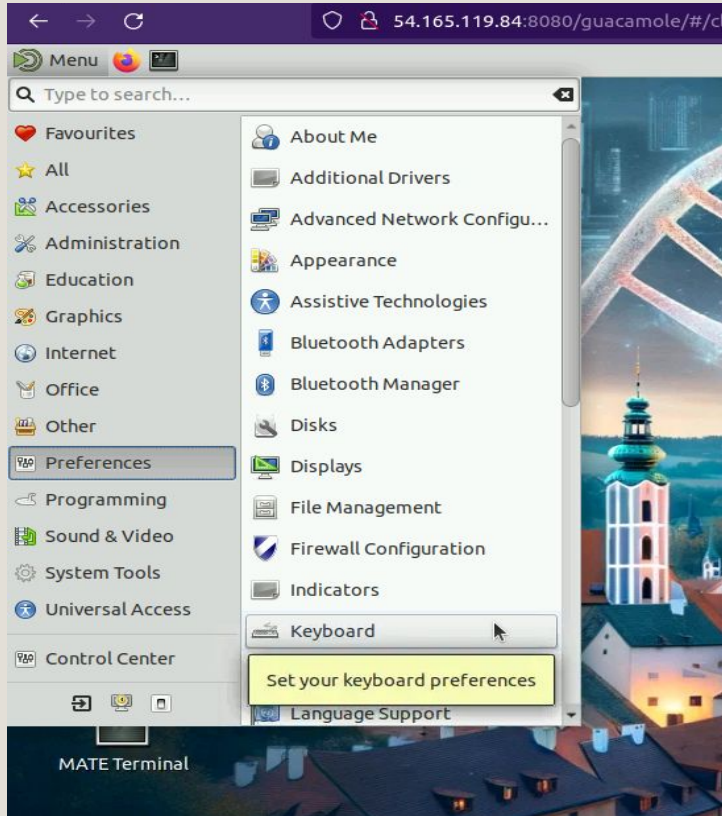 54.165.119.84:8080/guacamole/#/c
Menu
Type to search...
Favourites
All
Accessories
Administration
Education
Graphics
Internet
Office
Other
Preferences
Programming
Sound & Video
System Tools
Universal Access
Control Center
About Me
Additional Drivers
Advanced Network Configu...
Appearance
Assistive Technologies
Bluetooth Adapters
Bluetooth Manager
Disks
Displays
File Management
Firewall Configuration
Indicators
Keyboard
Set your keyboard preferences
Language Support
MATE Terminal